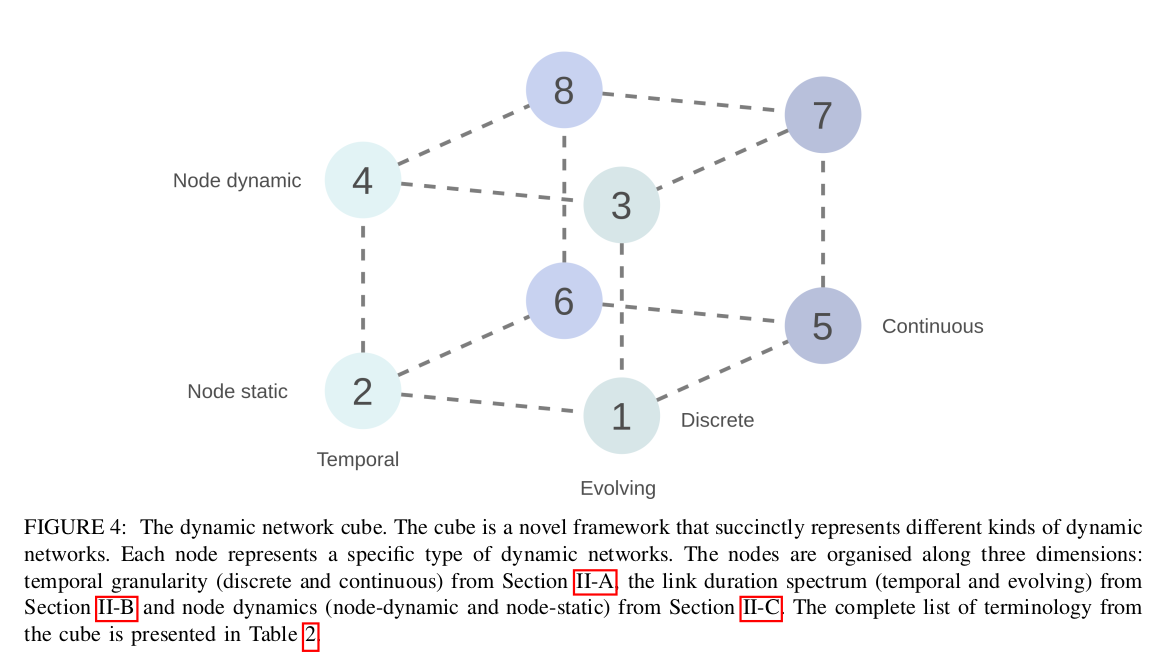 8
7
4
Node dynamic
3
6
5
Continuous
2
Node static
1
Discrete
Temporal
Evolving
FIGURE 4: The dynamic network cube. The cube is a novel framework that succinctly represents different kinds of dynamic
networks. Each node represents a specific type of dynamic networks. The nodes are organised along three dimensions:
temporal granularity (discrete and continuous) from Section II-A, the link duration spectrum (temporal and evolving) from
Section II-B and node dynamics (node-dynamic and node-static) from Section II-C. The complete list of terminology from
the cube is presented in Table 2.